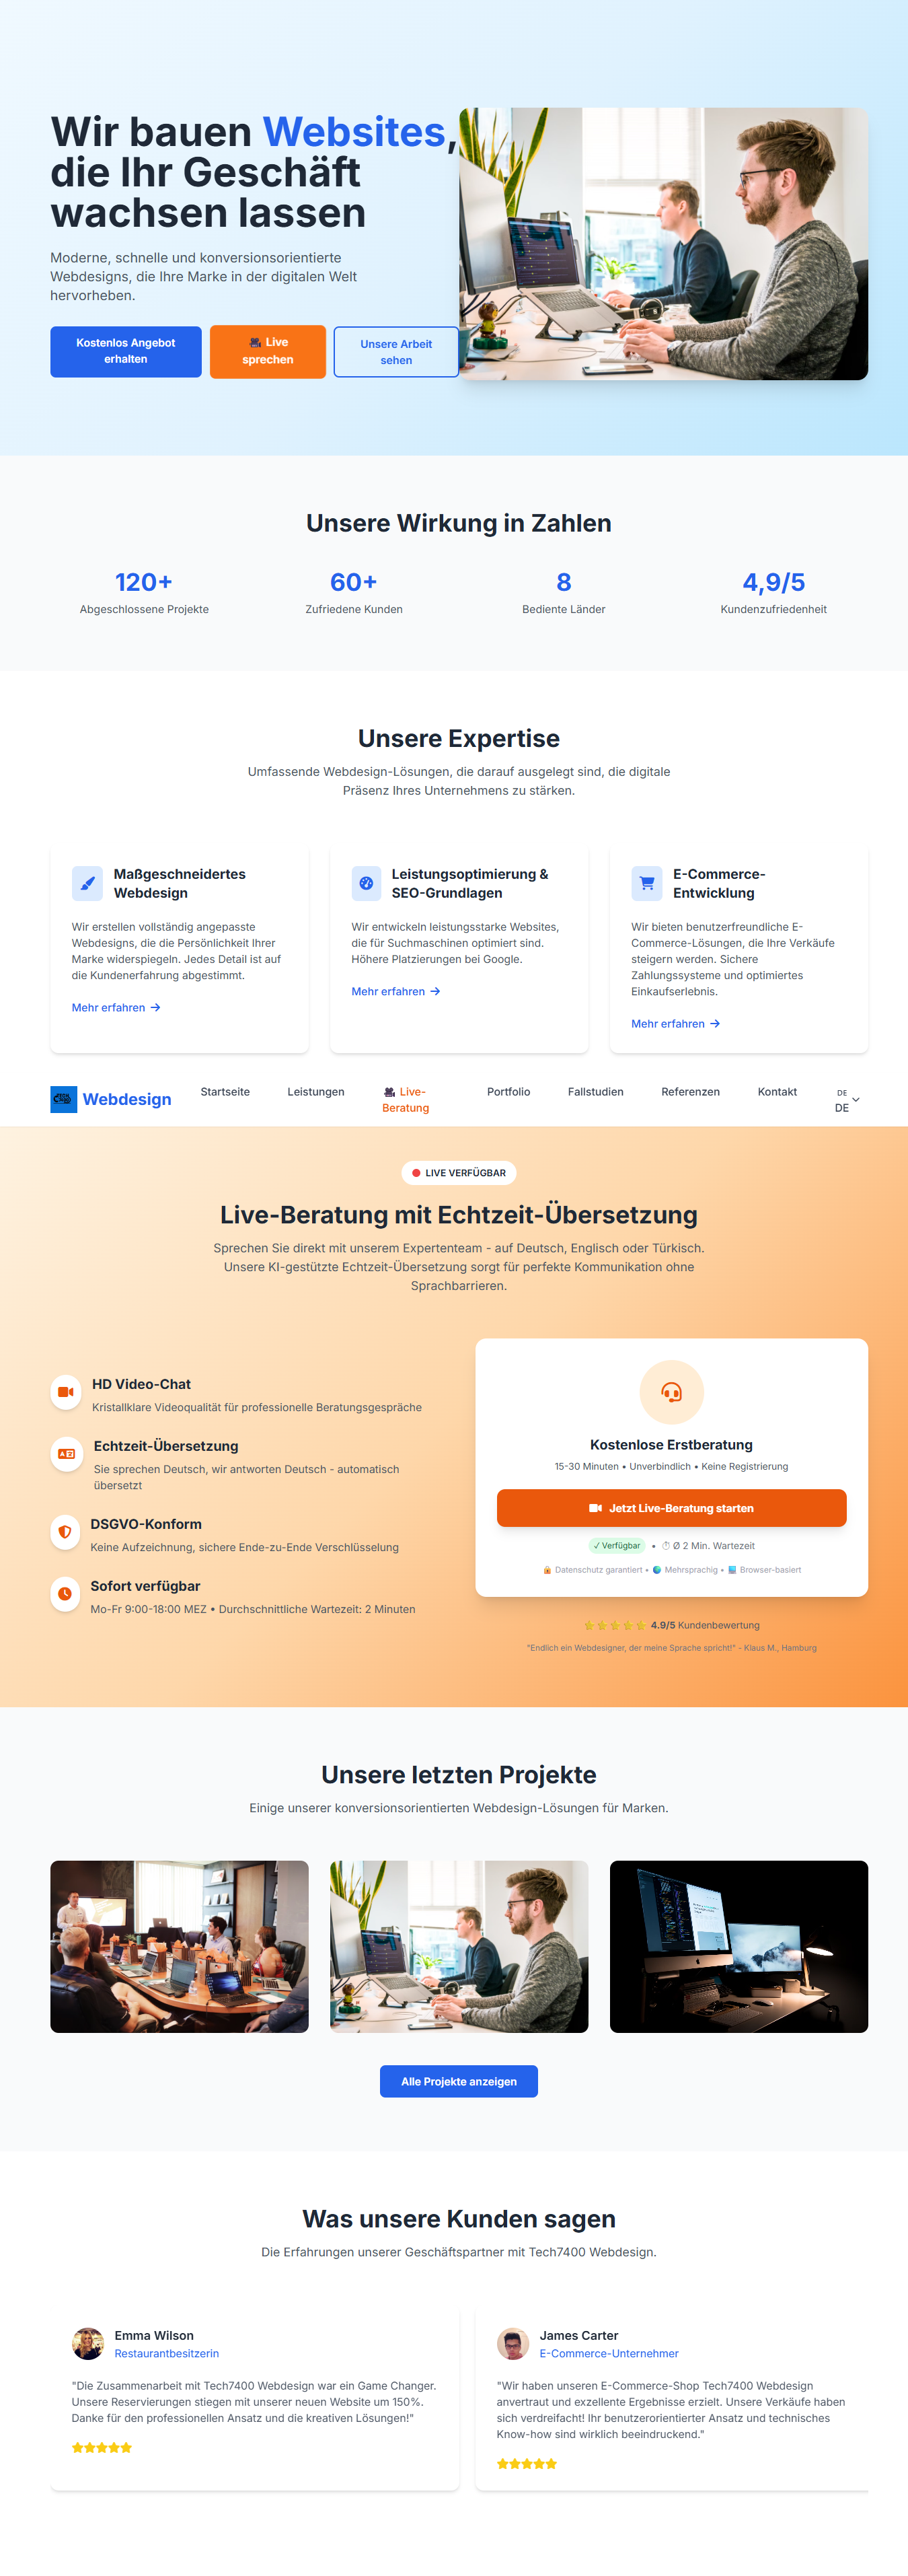 Wir bauen Websites,
die Ihr Geschäft
wachsen lassen
Moderne, schnelle und konversionsorientierte
Webdesigns, die Ihre Marke in der digitalen Welt
hervorheben.
Kostenlos Angebot
erhalten
🎥 Live
sprechen
Unsere Arbeit
sehen
Unsere Wirkung in Zahlen
120+
Abgeschlossene Projekte
60+
Zufriedene Kunden
8
Bediente Länder
4,9/5
Kundenzufriedenheit
Unsere Expertise
Umfassende Webdesign-Lösungen, die darauf ausgelegt sind, die digitale
Präsenz Ihres Unternehmens zu stärken.
Maßgeschneidertes
Webdesign
Wir erstellen vollständig angepasste
Webdesigns, die die Persönlichkeit Ihrer
Marke widerspiegeln. Jedes Detail ist auf
die Kundenerfahrung abgestimmt.
Mehr erfahren →
Leistungsoptimierung &
SEO-Grundlagen
Wir entwickeln leistungsstarke Websites,
die für Suchmaschinen optimiert sind.
Höhere Platzierungen bei Google.
Mehr erfahren →
E-Commerce-
Entwicklung
Wir bieten benutzerfreundliche E-
Commerce-Lösungen, die Ihre Verkäufe
steigern werden. Sichere
Zahlungssysteme und optimiertes
Einkaufserlebnis.
Mehr erfahren →
Webdesign
Startseite
Leistungen
🎥 Live-
Beratung
Portfolio
Fallstudien
Referenzen
Kontakt
DE
DE
LIVE VERFÜGBAR
Live-Beratung mit Echtzeit-Übersetzung
Sprechen Sie direkt mit unserem Expertenteam - auf Deutsch, Englisch oder Türkisch.
Unsere KI-gestützte Echtzeit-Übersetzung sorgt für perfekte Kommunikation ohne
Sprachbarrieren.
HD Video-Chat
Kristallklare Videoqualität für professionelle Beratungsgespräche
Echtzeit-Übersetzung
Sie sprechen Deutsch, wir antworten Deutsch - automatisch
übersetzt
DSGVO-Konform
Keine Aufzeichnung, sichere Ende-zu-Ende Verschlüsselung
Sofort verfügbar
Mo-Fr 9:00-18:00 MEZ • Durchschnittliche Wartezeit: 2 Minuten
Kostenlose Erstberatung
15-30 Minuten • Unverbindlich • Keine Registrierung
Jetzt Live-Beratung starten
✓ Verfügbar • ⏱ Ø 2 Min. Wartezeit
🔒 Datenschutz garantiert • 🌍 Mehrsprachig • 💻 Browser-basiert
⭐⭐⭐⭐⭐ 4.9/5 Kundenbewertung
"Endlich ein Webdesigner, der meine Sprache spricht!" - Klaus M., Hamburg
Unsere letzten Projekte
Einige unserer konversionsorientierten Webdesign-Lösungen für Marken.
Alle Projekte anzeigen
Was unsere Kunden sagen
Die Erfahrungen unserer Geschäftspartner mit Tech7400 Webdesign.
Emma Wilson
Restaurantbesitzerin
"Die Zusammenarbeit mit Tech7400 Webdesign war ein Game Changer.
Unsere Reservierungen stiegen mit unserer neuen Website um 150%.
Danke für den professionellen Ansatz und die kreativen Lösungen!"
James Carter
E-Commerce-Unternehmer
"Wir haben unseren E-Commerce-Shop Tech7400 Webdesign
anvertraut und exzellente Ergebnisse erzielt. Unsere Verkäufe haben
sich verdreifacht! Ihr benutzerorientierter Ansatz und technisches
Know-how sind wirklich beeindruckend."